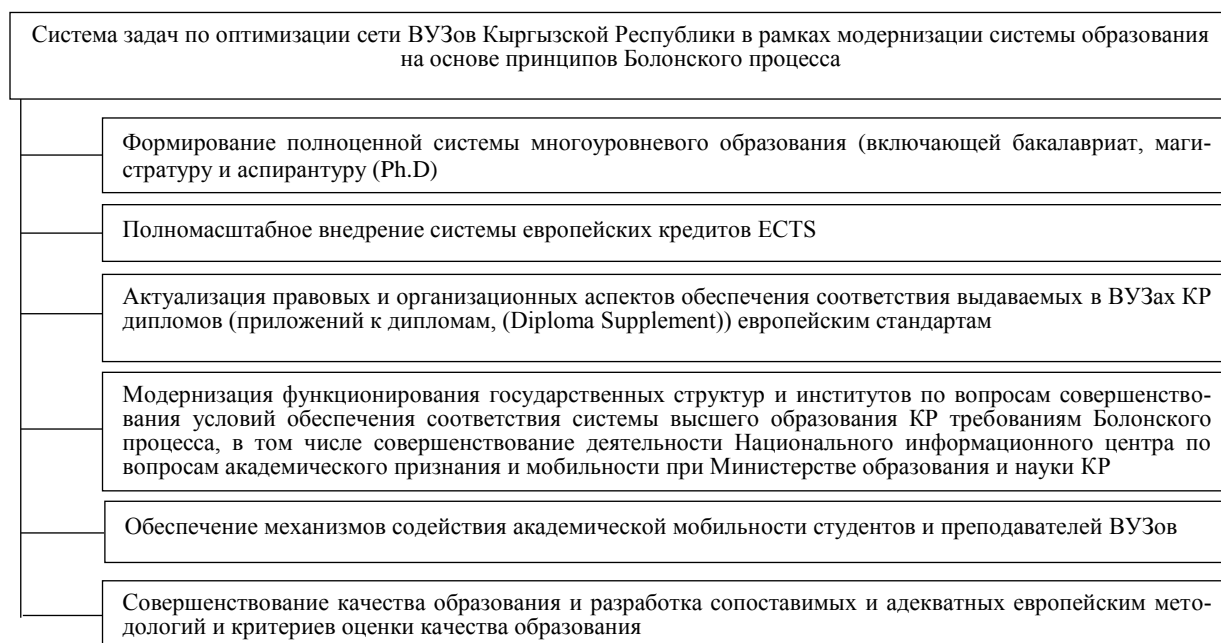 Система задач по оптимизации сети ВУЗов Кыргызской Республики в рамках модернизации системы образования
на основе принципов Болонского процесса
Формирование полноценной системы многоуровневого образования (включающей бакалавриат, маги-
стратуру и аспирантуру (Ph.D)
Полномасштабное внедрение системы европейских кредитов ECTS
Актуализация правовых и организационных аспектов обеспечения соответствия выдаваемых в ВУЗах КР
дипломов (приложений к дипломам, (Diploma Supplement)) европейским стандартам
Модернизация функционирования государственных структур и институтов по вопросам совершенство-
вания условий обеспечения соответствия системы высшего образования КР требованиям Болонского
процесса, в том числе совершенствование деятельности Национального информационного центра по
вопросам академического признания и мобильности при Министерстве образования и науки КР
Обеспечение механизмов содействия академической мобильности студентов и преподавателей ВУЗов
Совершенствование качества образования и разработка сопоставимых и адекватных европейским мето-
дологий и критериев оценки качества образования